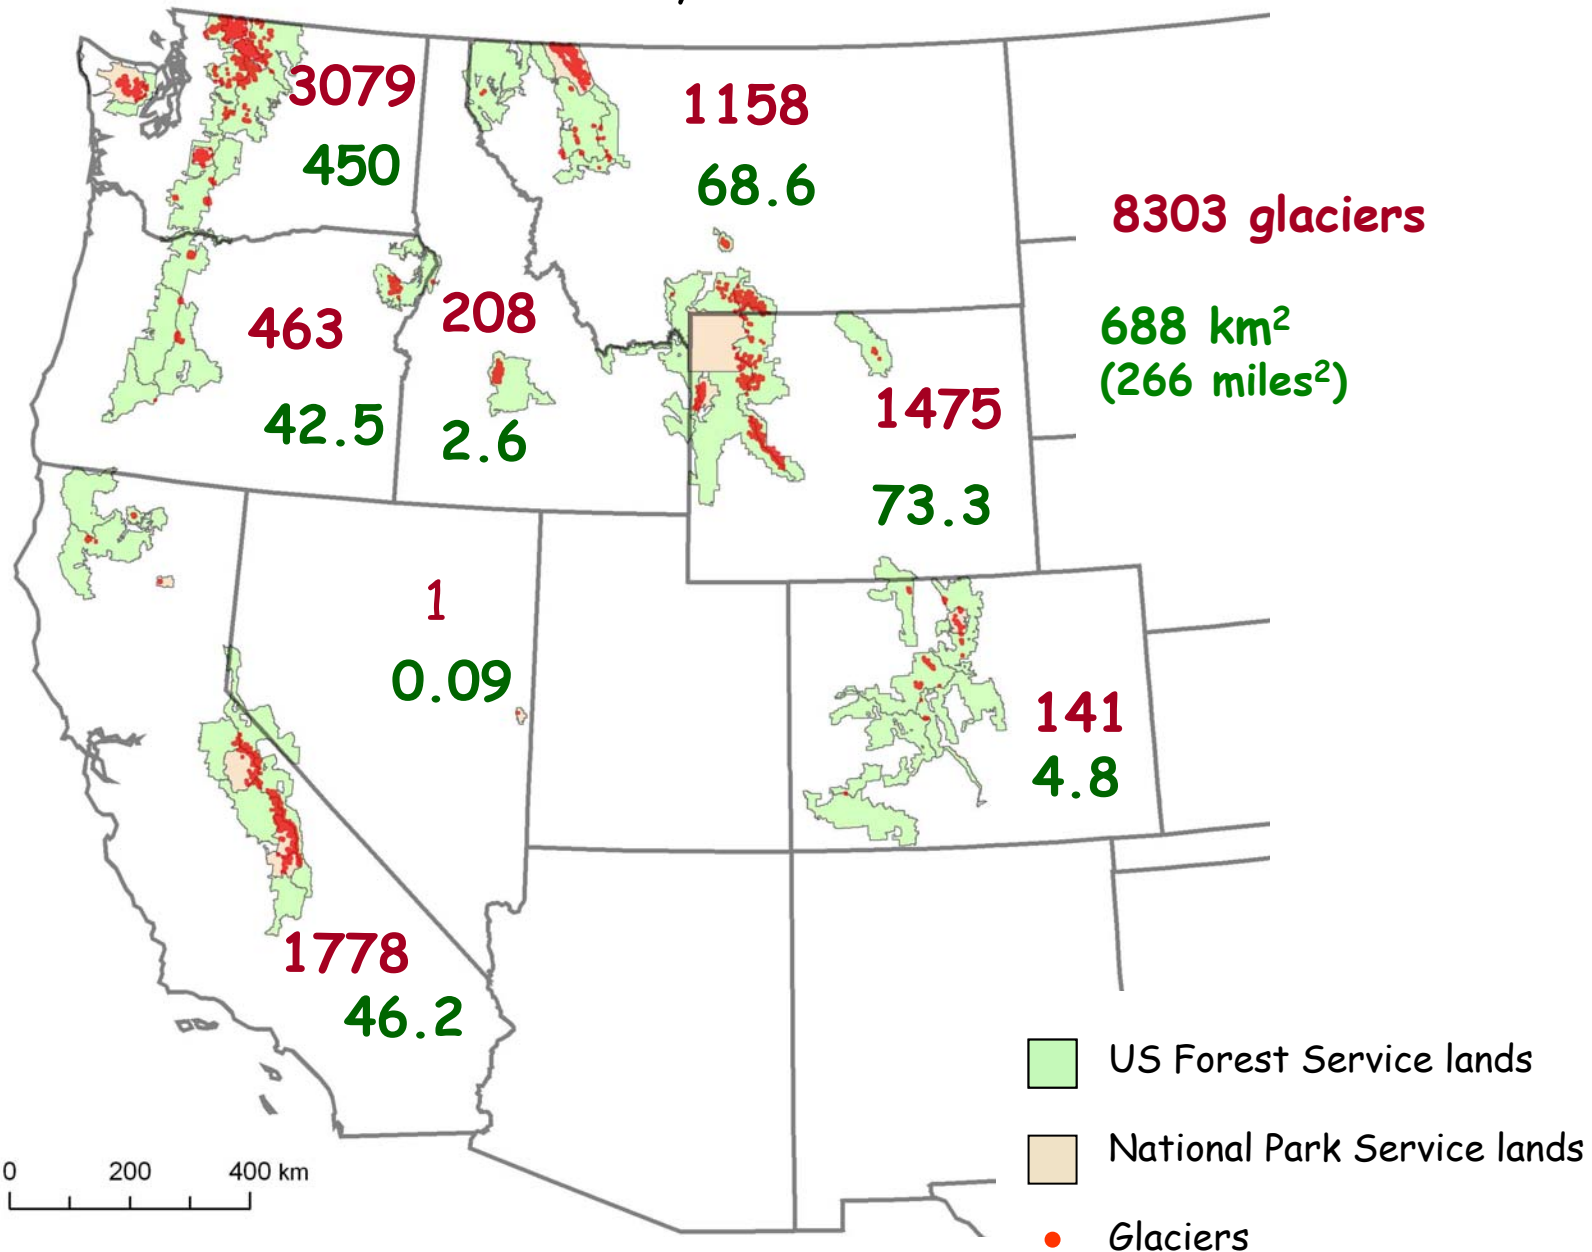 3079
450
1158
68.6
8303 glaciers
463
42.5
208
2.6
688 km²
(266 miles²)
1475
73.3
1
0.09
141
4.8
1778
46.2
US Forest Service lands
National Park Service lands
Glaciers
0 200 400 km